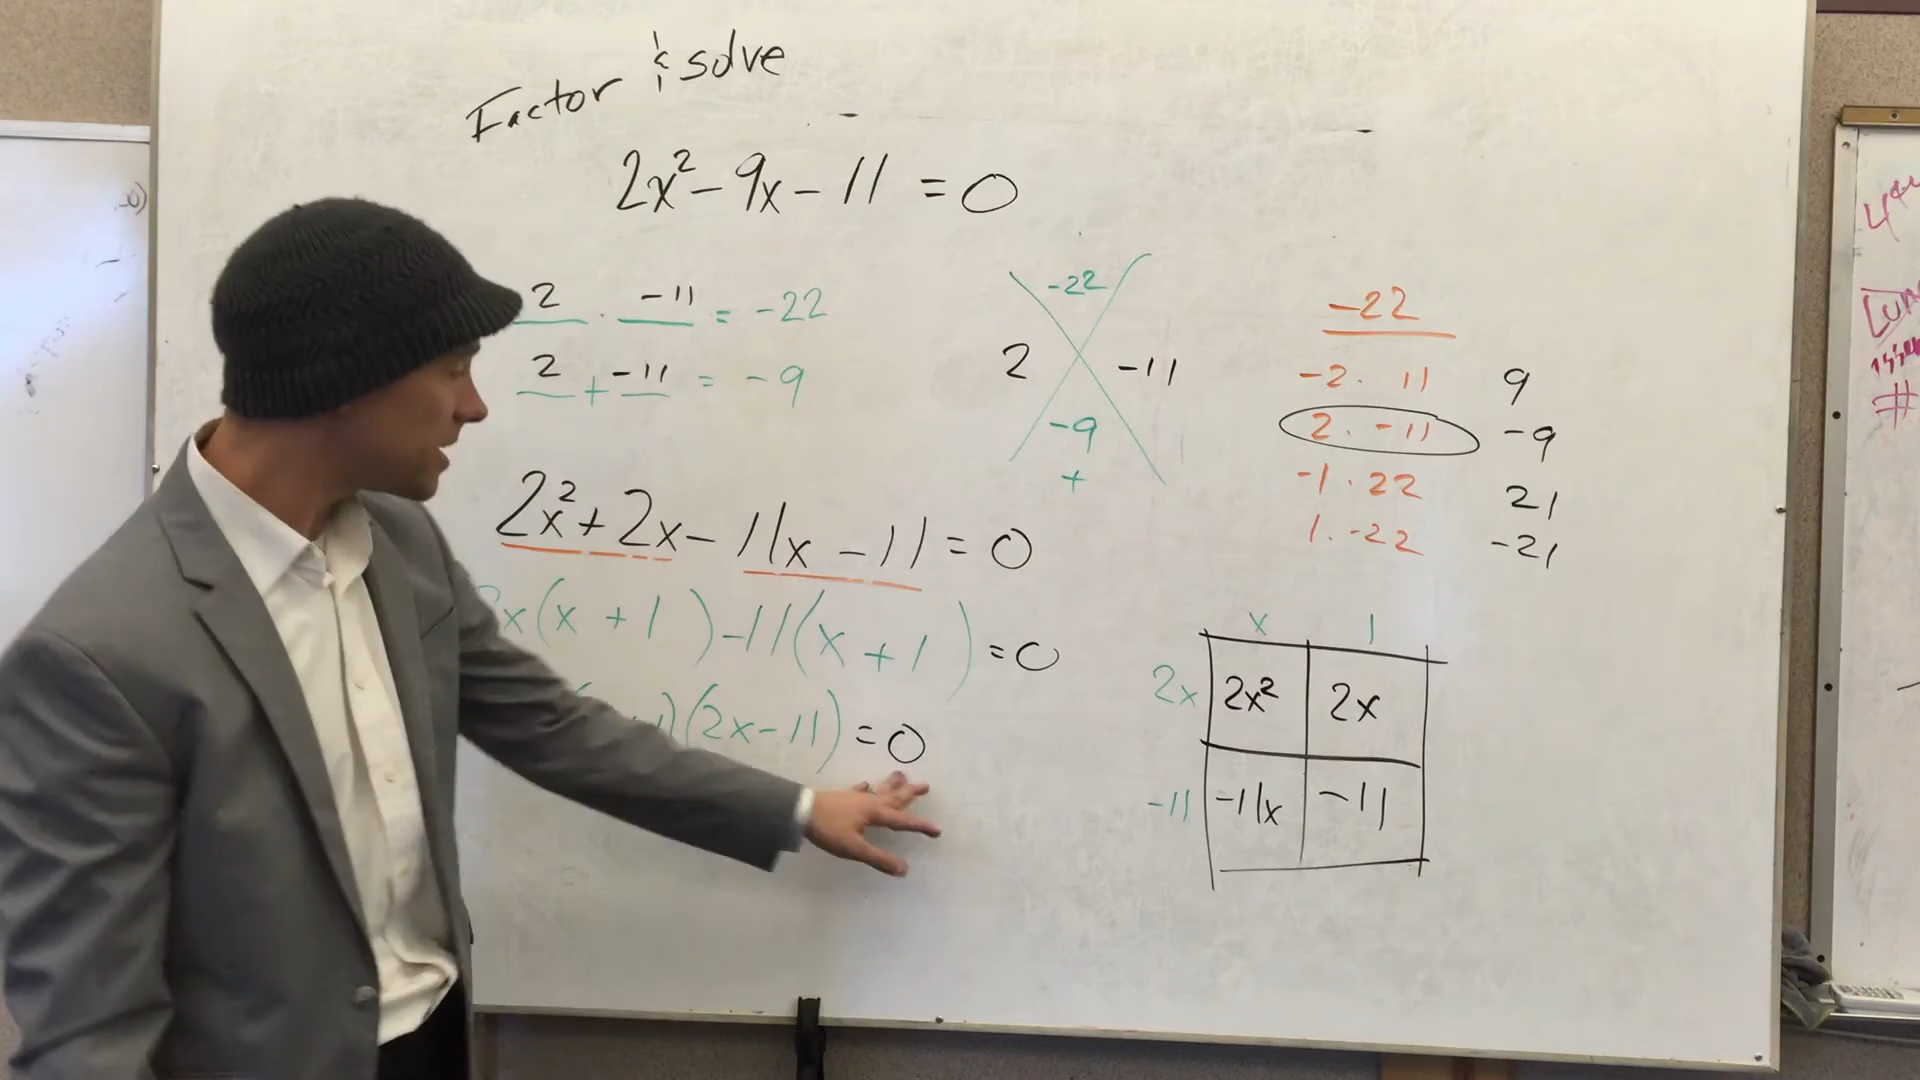 Factor & solve
2x² - 9x - 11 = 0
2 · -11 = -22
2 + -11 = -9
-22
2 -11
-9
+
-22
-2 · 11 9
2 · -11 -9
-1 · 22 21
1 · -22 -21
2x² + 2x - 11x - 11 = 0
x(x + 1) - 11(x + 1) = 0
)(2x - 11) = 0
x 1
2x 2x² 2x
-11 -11x -11
#